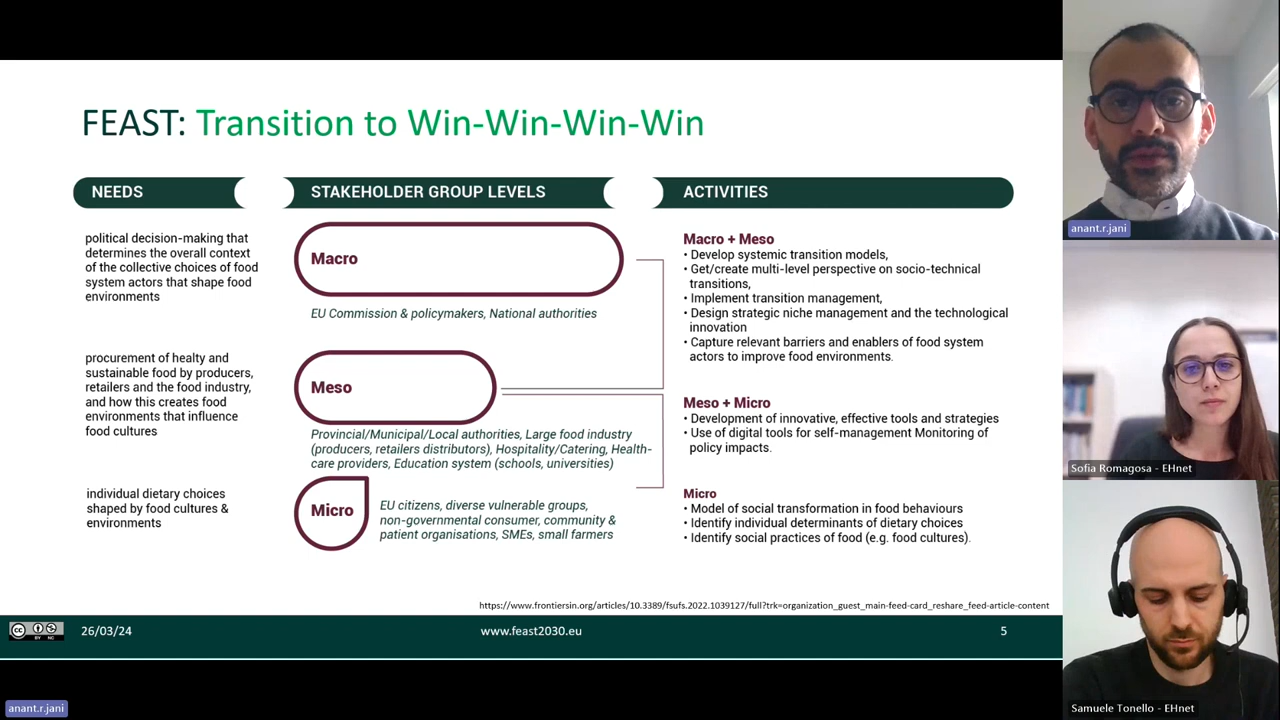 FEAST: Transition to Win-Win-Win-Win
NEEDS
STAKEHOLDER GROUP LEVELS
ACTIVITIES
political decision-making that
determines the overall context
of the collective choices of food
system actors that shape food
environments
Macro
EU Commission & policymakers, National authorities
Macro + Meso
• Develop systemic transition models,
• Get/create multi-level perspective on socio-technical
transitions,
• Implement transition management,
• Design strategic niche management and the technological
innovation
• Capture relevant barriers and enablers of food system
actors to improve food environments.
procurement of healty and
sustainable food by producers,
retailers and the food industry,
and how this creates food
environments that influence
food cultures
Meso
Provincial/Municipal/Local authorities, Large food industry
(producers, retailers distributors), Hospitality/Catering, Health-
care providers, Education system (schools, universities)
Meso + Micro
• Development of innovative, effective tools and strategies
• Use of digital tools for self-management Monitoring of
policy impacts.
individual dietary choices
shaped by food cultures &
environments
Micro
EU citizens, diverse vulnerable groups,
non-governmental consumer, community &
patient organisations, SMEs, small farmers
Micro
• Model of social transformation in food behaviours
• Identify individual determinants of dietary choices
• Identify social practices of food (e.g. food cultures).
https://www.frontiersin.org/articles/10.3389/fsufs.2022.1039127/full?trk=organization_guest_main-feed-card_reshare_feed-article-content
CC BY NC
26/03/24
www.feast2030.eu
5
anant.r.jani
anant.r.jani
Sofia Romagosa - EHnet
Samuele Tonello - EHnet